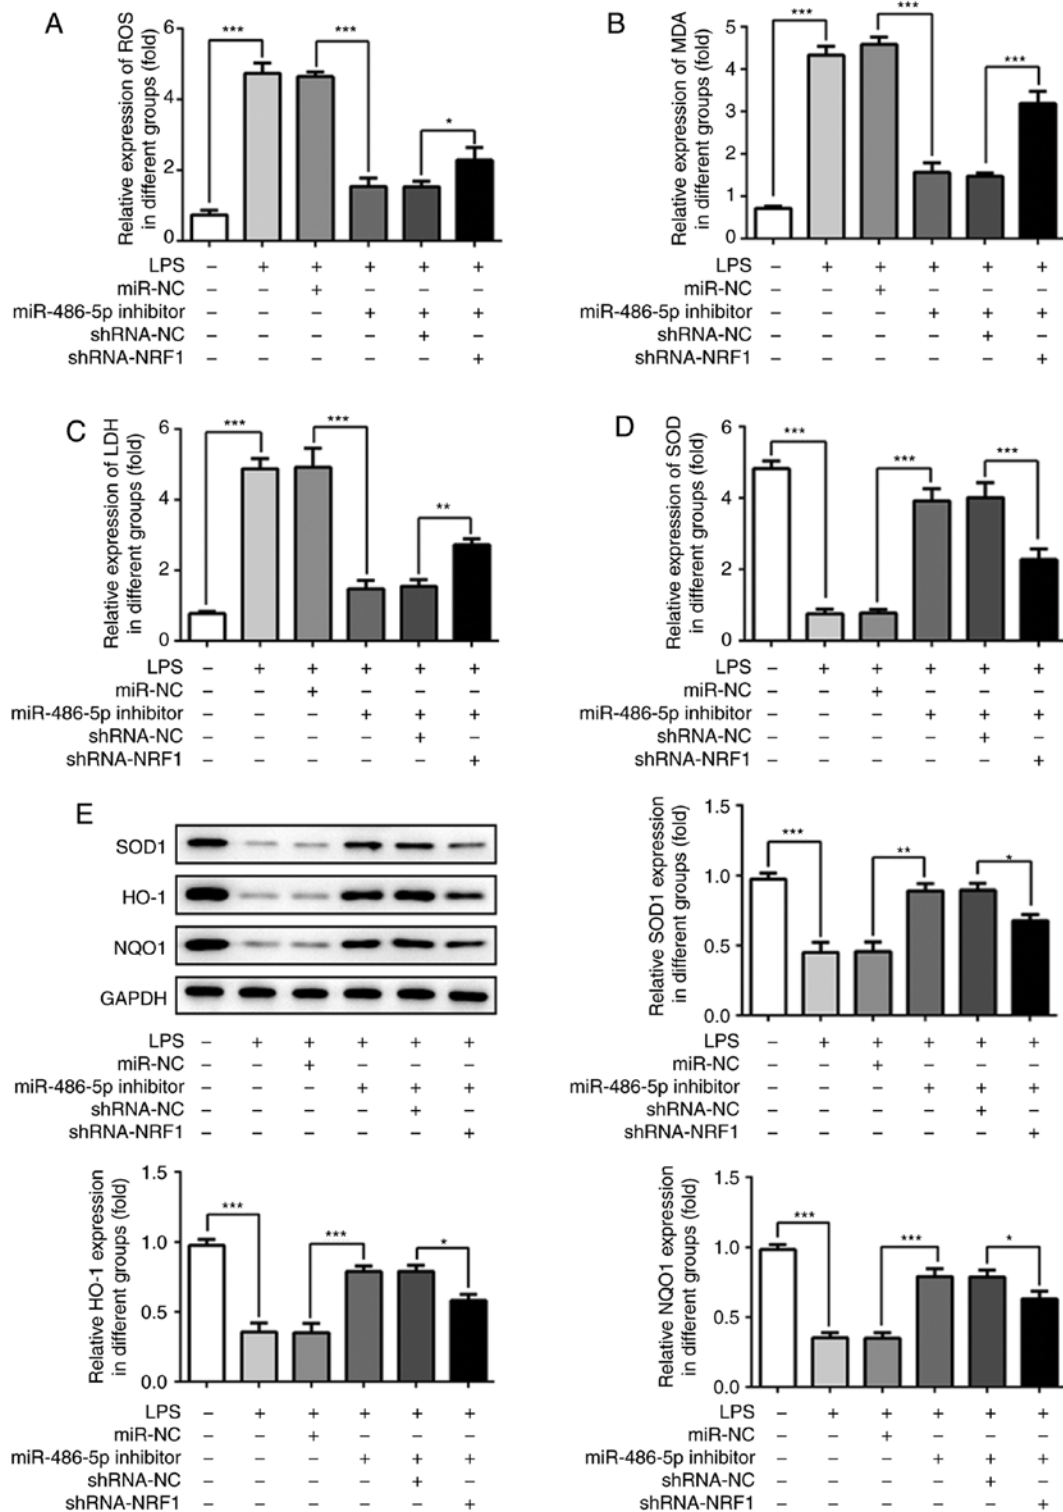 A
Relative expression of ROS
in different groups (fold)
6
4
2
0
***
***
*
LPS − + + + + +
miR-NC − − + − − −
miR-486-5p inhibitor − − − + + +
shRNA-NC − − − − + −
shRNA-NRF1 − − − − − +
B
Relative expression of MDA
in different groups (fold)
5
4
3
2
1
0
***
***
***
LPS − + + + + +
miR-NC − − + − − −
miR-486-5p inhibitor − − − + + +
shRNA-NC − − − − + −
shRNA-NRF1 − − − − − +
C
Relative expression of LDH
in different groups (fold)
6
4
2
0
***
***
**
LPS − + + + + +
miR-NC − − + − − −
miR-486-5p inhibitor − − − + + +
shRNA-NC − − − − + −
shRNA-NRF1 − − − − − +
D
Relative expression of SOD
in different groups (fold)
6
4
2
0
***
***
***
LPS − + + + + +
miR-NC − − + − − −
miR-486-5p inhibitor − − − + + +
shRNA-NC − − − − + −
shRNA-NRF1 − − − − − +
E
SOD1
HO-1
NQO1
GAPDH
LPS − + + + + +
miR-NC − − + − − −
miR-486-5p inhibitor − − − + + +
shRNA-NC − − − − + −
shRNA-NRF1 − − − − − +
Relative SOD1 expression
in different groups (fold)
1.5
1.0
0.5
0.0
***
**
*
LPS − + + + + +
miR-NC − − + − − −
miR-486-5p inhibitor − − − + + +
shRNA-NC − − − − + −
shRNA-NRF1 − − − − − +
Relative HO-1 expression
in different groups (fold)
1.5
1.0
0.5
0.0
***
***
*
LPS − + + + + +
miR-NC − − + − − −
miR-486-5p inhibitor − − − + + +
shRNA-NC − − − − + −
shRNA-NRF1 − − − − − +
Relative NQO1 expression
in different groups (fold)
1.5
1.0
0.5
0.0
***
***
*
LPS − + + + + +
miR-NC − − + − − −
miR-486-5p inhibitor − − − + + +
shRNA-NC − − − − + −
shRNA-NRF1 − − − − − +